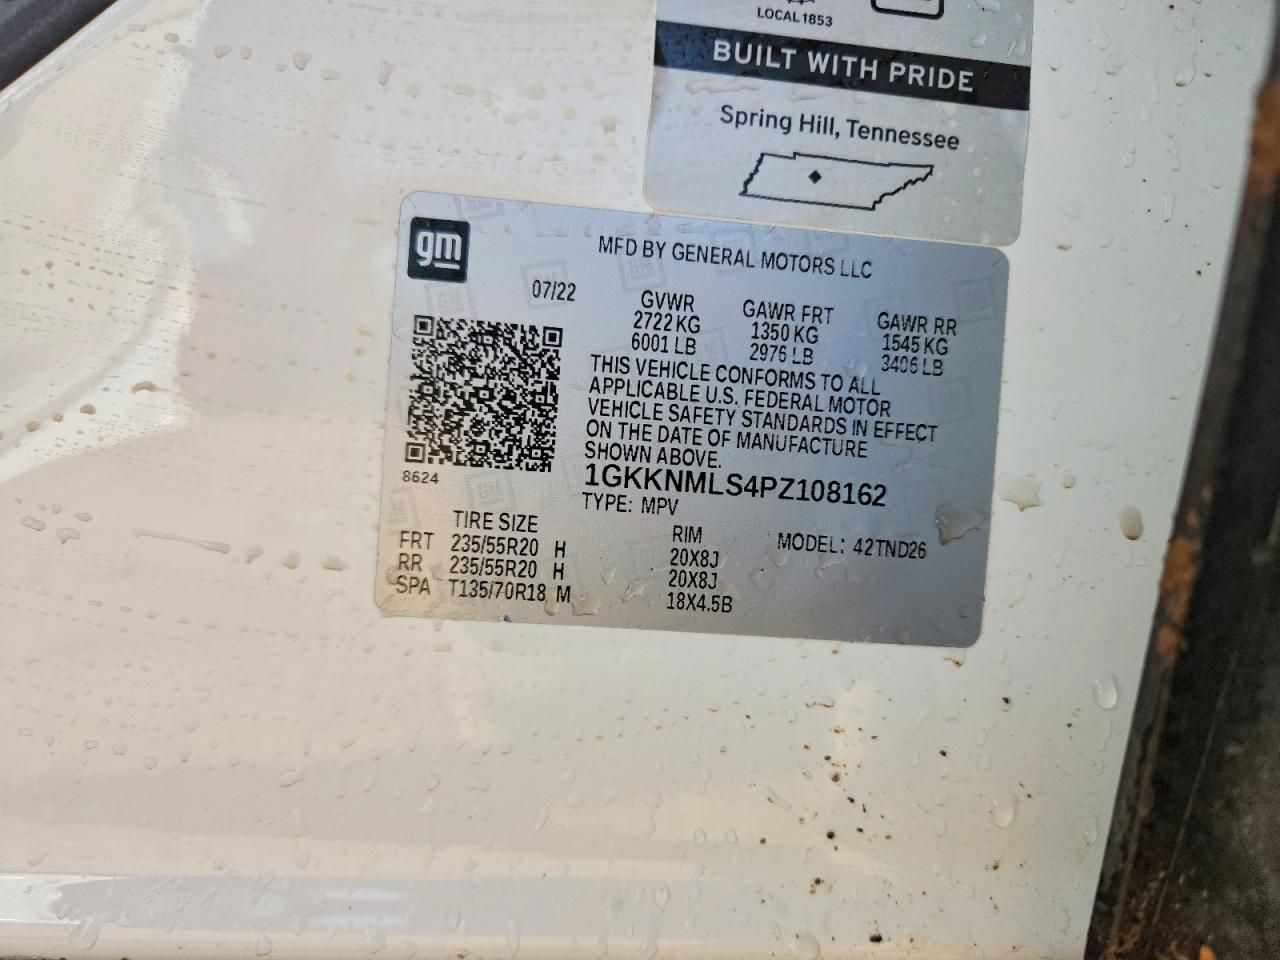 LOCAL 1853
BUILT WITH PRIDE
Spring Hill, Tennessee
gm
MFD BY GENERAL MOTORS LLC
07/22
GVWR GAWR FRT GAWR RR
2722 KG 1350 KG 1545 KG
6001 LB 2976 LB 3406 LB
THIS VEHICLE CONFORMS TO ALL
APPLICABLE U.S. FEDERAL MOTOR
VEHICLE SAFETY STANDARDS IN EFFECT
ON THE DATE OF MANUFACTURE
SHOWN ABOVE.
8624
1GKKNMLS4PZ108162
TYPE: MPV
TIRE SIZE RIM MODEL: 42TND26
FRT 235/55R20 H 20X8J
RR 235/55R20 H 20X8J
SPA T135/70R18 M 18X4.5B